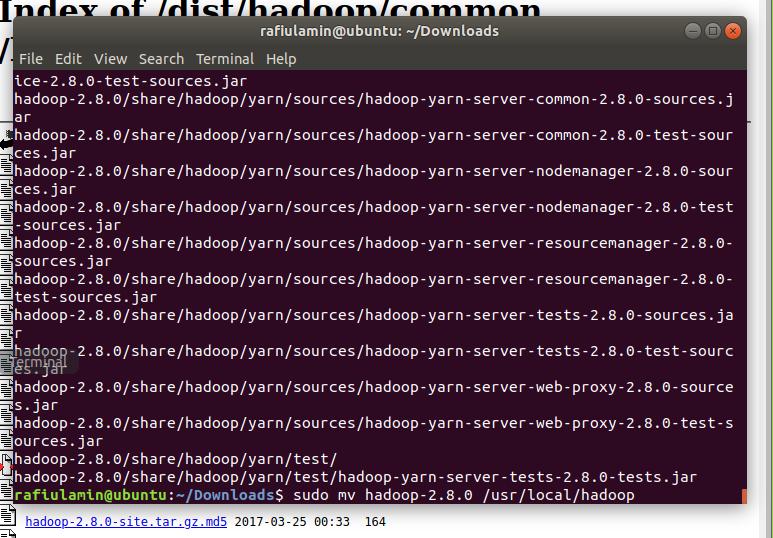 Index of /dist/hadoop/common
rafiulamin@ubuntu: ~/Downloads
File Edit View Search Terminal Help
ice-2.8.0-test-sources.jar
hadoop-2.8.0/share/hadoop/yarn/sources/hadoop-yarn-server-common-2.8.0-sources.j
ar
hadoop-2.8.0/share/hadoop/yarn/sources/hadoop-yarn-server-common-2.8.0-test-sour
ces.jar
hadoop-2.8.0/share/hadoop/yarn/sources/hadoop-yarn-server-nodemanager-2.8.0-sour
ces.jar
hadoop-2.8.0/share/hadoop/yarn/sources/hadoop-yarn-server-nodemanager-2.8.0-test
-sources.jar
hadoop-2.8.0/share/hadoop/yarn/sources/hadoop-yarn-server-resourcemanager-2.8.0-
sources.jar
hadoop-2.8.0/share/hadoop/yarn/sources/hadoop-yarn-server-resourcemanager-2.8.0-
test-sources.jar
hadoop-2.8.0/share/hadoop/yarn/sources/hadoop-yarn-server-tests-2.8.0-sources.ja
r
hadoop-2.8.0/share/hadoop/yarn/sources/hadoop-yarn-server-tests-2.8.0-test-sourc
Terminal
es.jar
hadoop-2.8.0/share/hadoop/yarn/sources/hadoop-yarn-server-web-proxy-2.8.0-source
s.jar
hadoop-2.8.0/share/hadoop/yarn/sources/hadoop-yarn-server-web-proxy-2.8.0-test-s
ources.jar
hadoop-2.8.0/share/hadoop/yarn/test/
hadoop-2.8.0/share/hadoop/yarn/test/hadoop-yarn-server-tests-2.8.0-tests.jar
rafiulamin@ubuntu:~/Downloads$ sudo mv hadoop-2.8.0 /usr/local/hadoop
hadoop-2.8.0-site.tar.gz.md5 2017-03-25 00:33 164